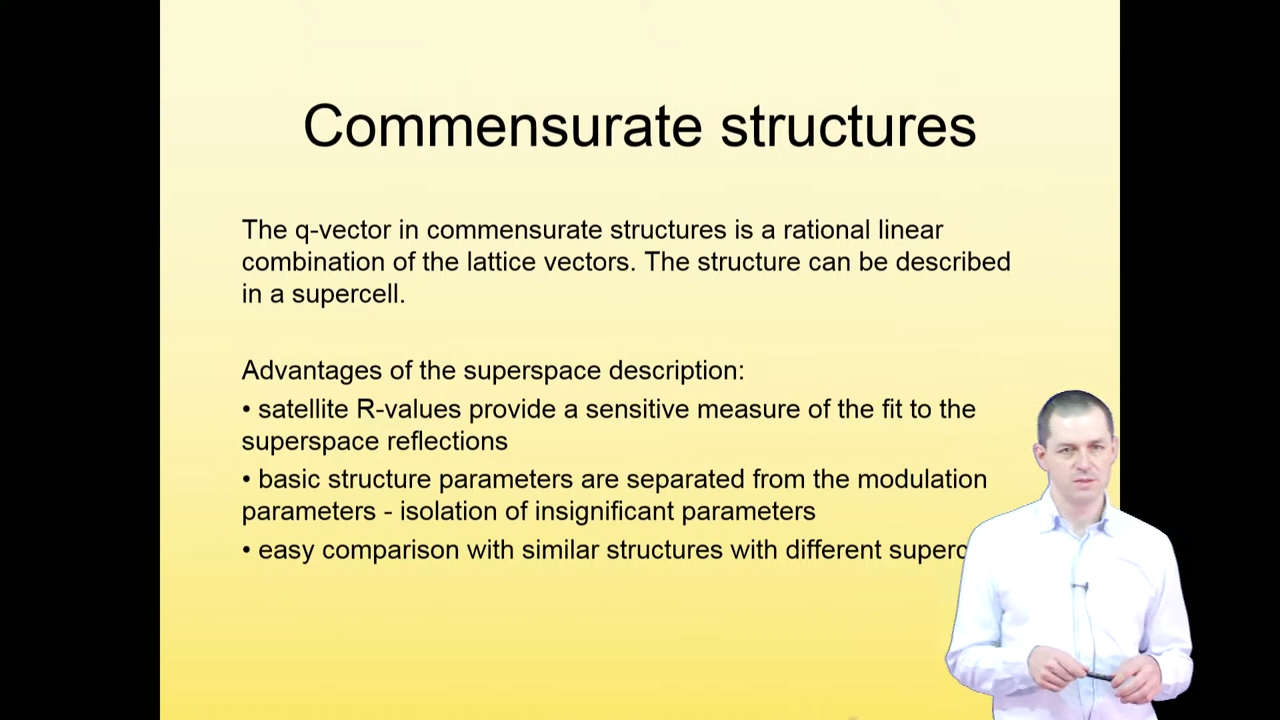 Commensurate structures
The q-vector in commensurate structures is a rational linear
combination of the lattice vectors. The structure can be described
in a supercell.
Advantages of the superspace description:
• satellite R-values provide a sensitive measure of the fit to the
superspace reflections
• basic structure parameters are separated from the modulation
parameters - isolation of insignificant parameters
• easy comparison with similar structures with different